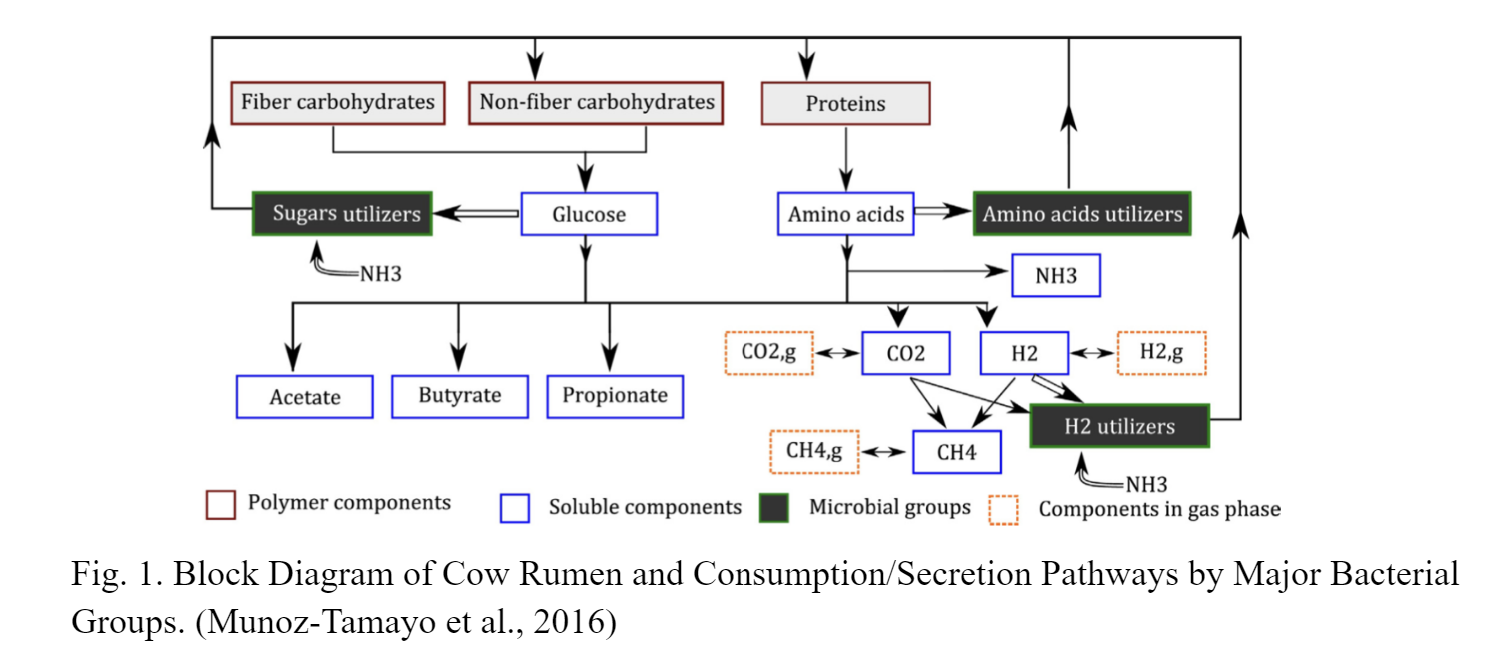 Fiber carbohydrates
Non-fiber carbohydrates
Proteins
Sugars utilizers
Glucose
Amino acids
Amino acids utilizers
NH3
NH3
CO2,g
CO2
H2
H2,g
Acetate
Butyrate
Propionate
H2 utilizers
CH4,g
CH4
NH3
Polymer components
Soluble components
Microbial groups
Components in gas phase
Fig. 1. Block Diagram of Cow Rumen and Consumption/Secretion Pathways by Major Bacterial
Groups. (Munoz-Tamayo et al., 2016)